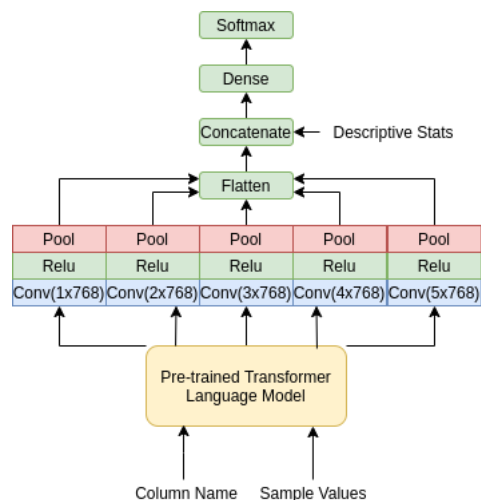 Softmax
Dense
Concatenate
Descriptive Stats
Flatten
Pool Pool Pool Pool Pool
Relu Relu Relu Relu Relu
Conv(1x768) Conv(2x768) Conv(3x768) Conv(4x768) Conv(5x768)
Pre-trained Transformer
Language Model
Column Name Sample Values